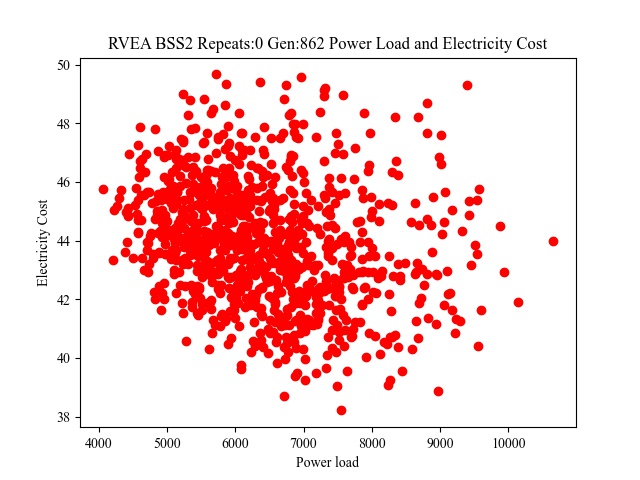 RVEA BSS2 Repeats:0 Gen:862 Power Load and Electricity Cost
50
48
46
44
42
40
38
Electricity Cost
4000 5000 6000 7000 8000 9000 10000
Power load